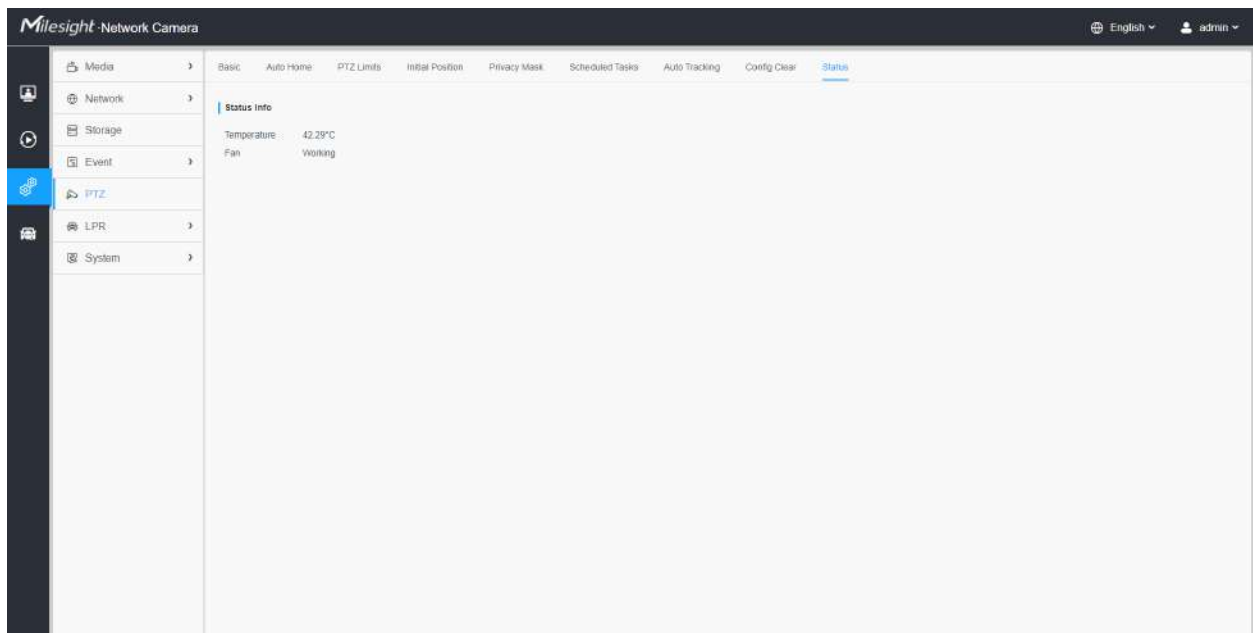 Milesight -Network Camera
English
admin
Media
Network
Storage
Event
PTZ
LPR
System
Basic Auto Home PTZ Limits Initial Position Privacy Mask Scheduled Tasks Auto Tracking Config Clear Status
Status Info
Temperature 42.29°C
Fan Working